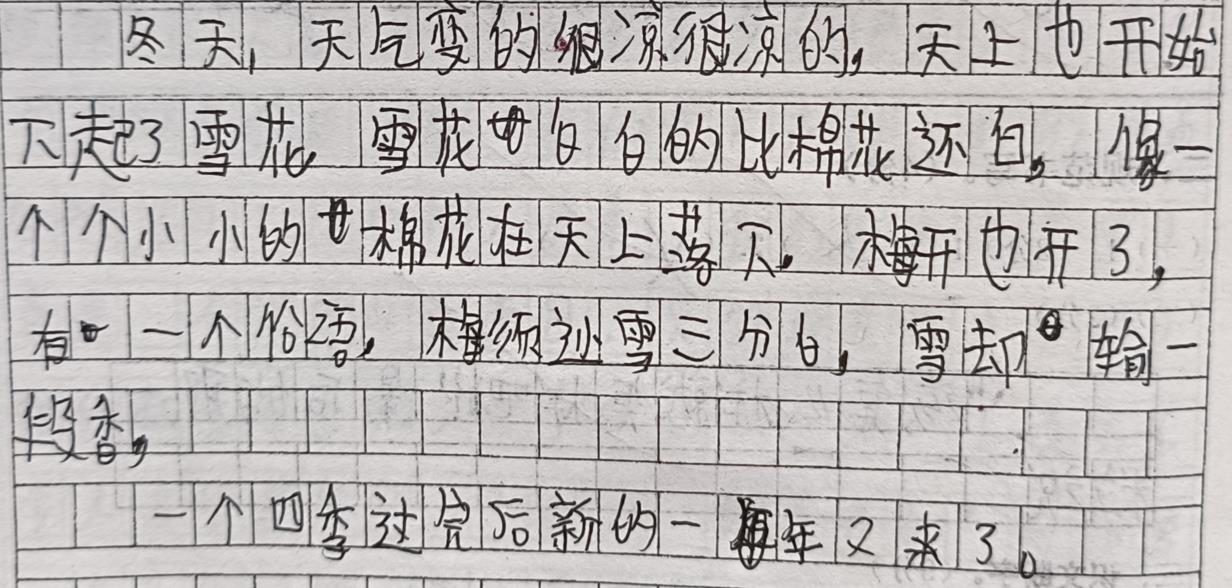 冬天,天气变的很凉很凉的,天上也开始
下起了雪花,雪花白白的比棉花还白,像一
个个小小的棉花在天上落下,梅开也开了,
有一个俗语,梅须逊雪三分白,雪却输一
段香,
一个四季过完后新的一年又来了。